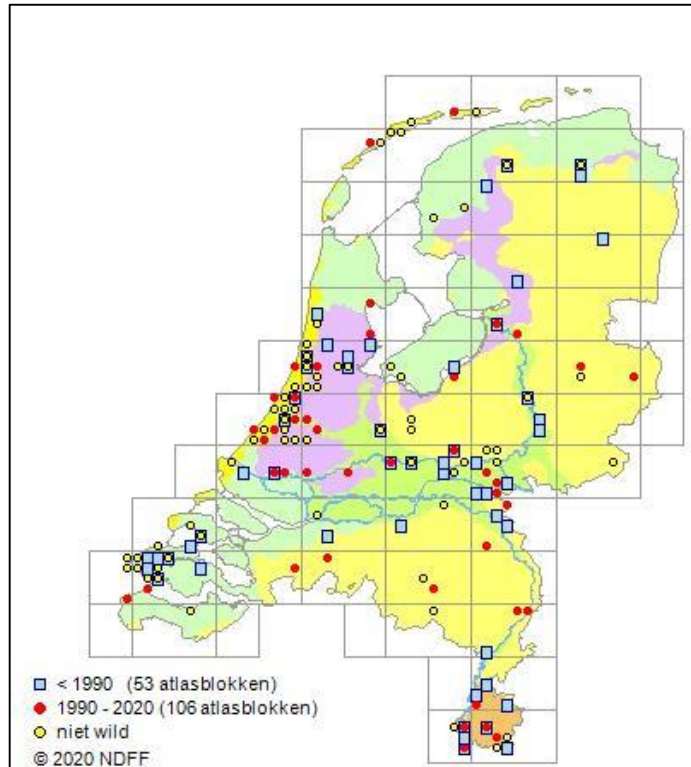 < 1990 (53 atlasblokken)
1990 - 2020 (106 atlasblokken)
niet wild
© 2020 NDFF